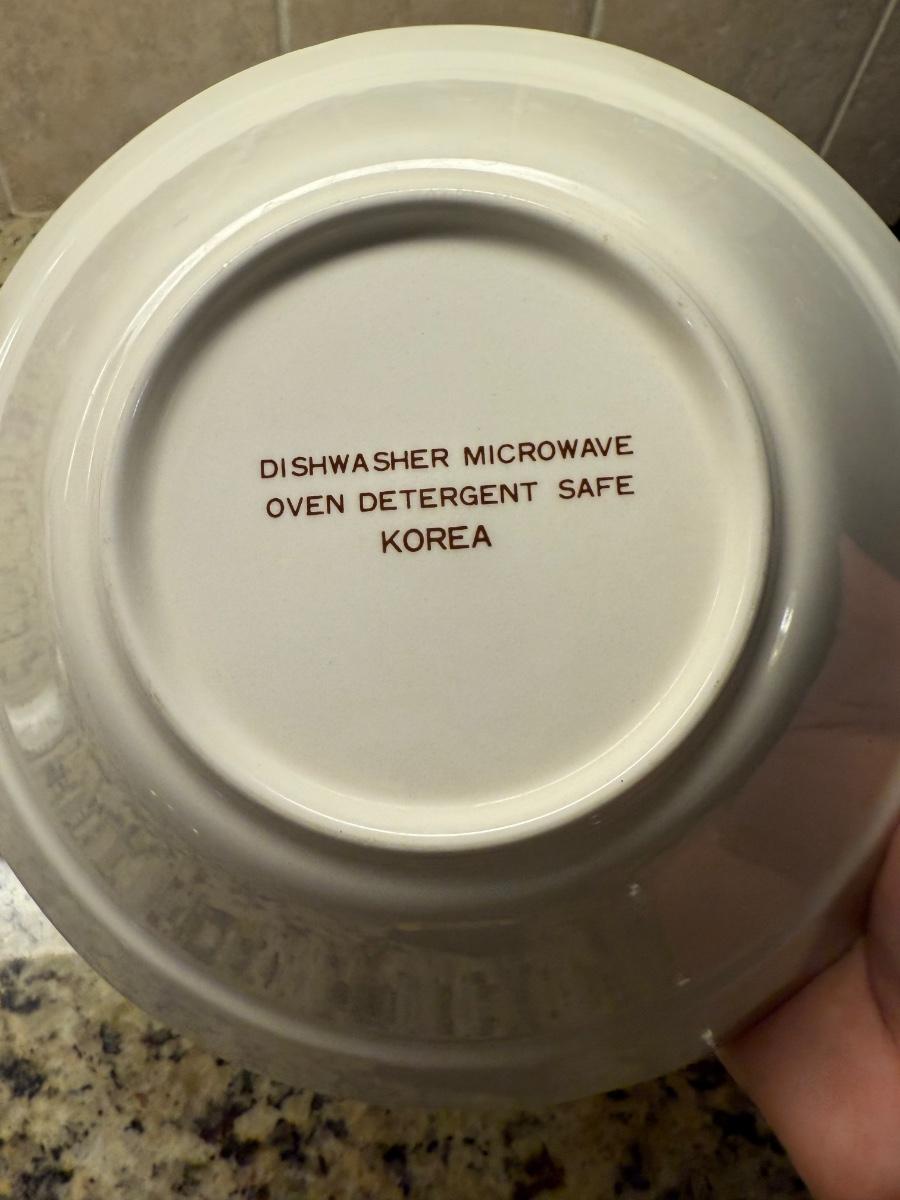 DISHWASHER MICROWAVE
OVEN DETERGENT SAFE
KOREA